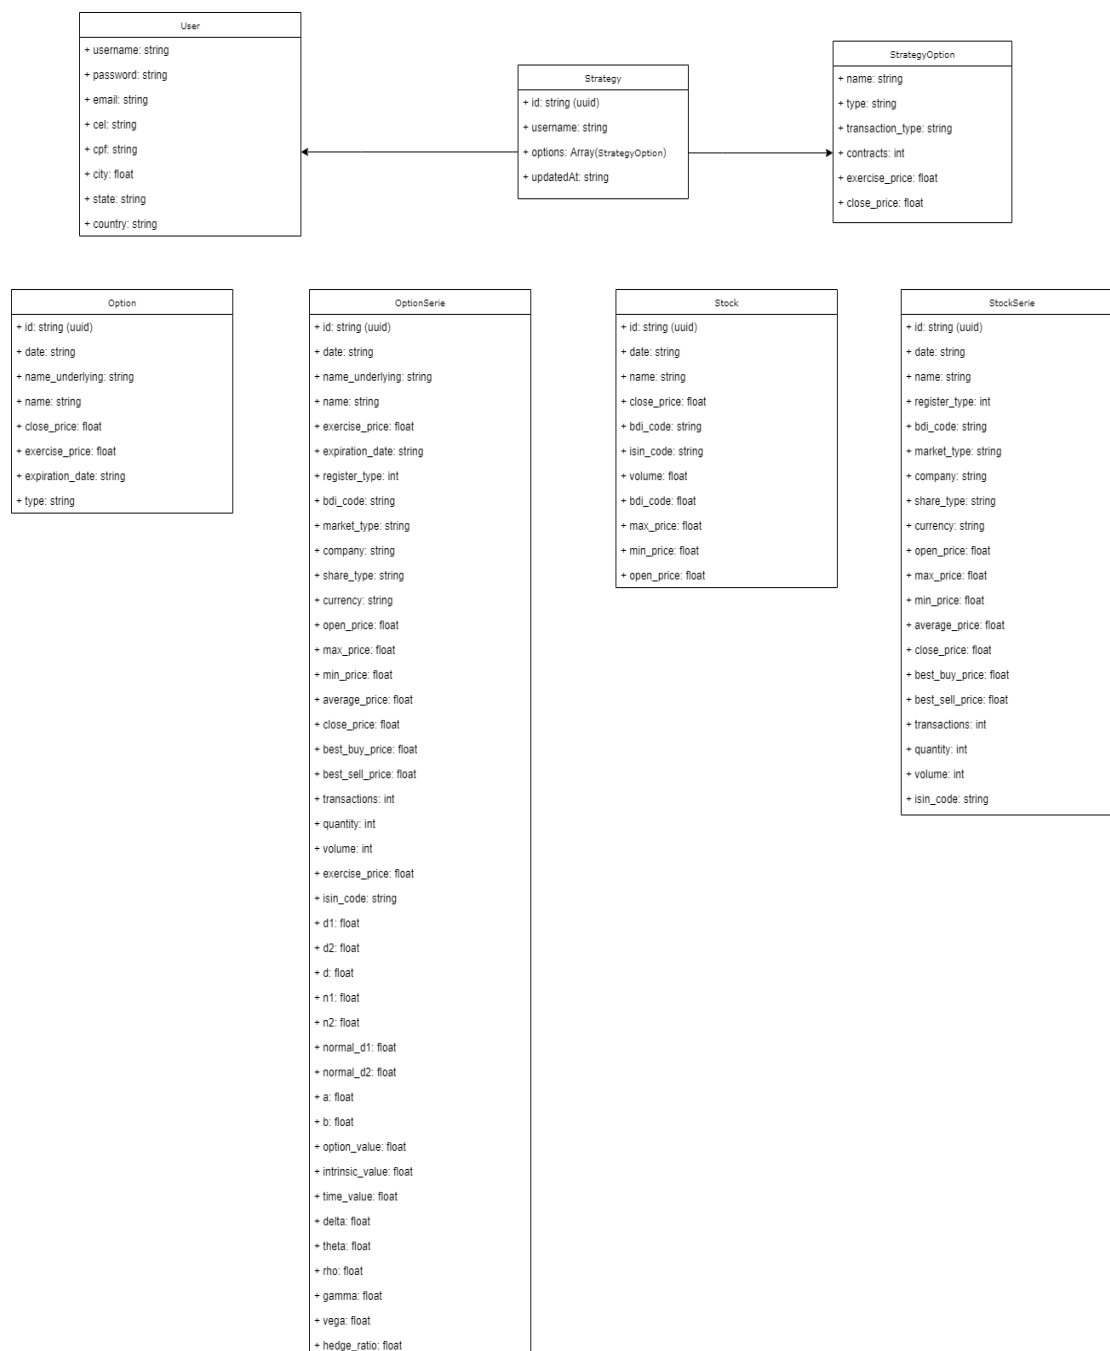 User
+ username: string
+ password: string
+ email: string
+ cel: string
+ cpf: string
+ city: float
+ state: string
+ country: string
Strategy
+ id: string (uuid)
+ username: string
+ options: Array(StrategyOption)
+ updatedAt: string
StrategyOption
+ name: string
+ type: string
+ transaction_type: string
+ contracts: int
+ exercise_price: float
+ close_price: float
Option
+ id: string (uuid)
+ date: string
+ name_underlying: string
+ name: string
+ close_price: float
+ exercise_price: float
+ expiration_date: string
+ type: string
OptionSerie
+ id: string (uuid)
+ date: string
+ name_underlying: string
+ name: string
+ exercise_price: float
+ expiration_date: string
+ register_type: int
+ bdi_code: string
+ market_type: string
+ company: string
+ share_type: string
+ currency: string
+ open_price: float
+ max_price: float
+ min_price: float
+ average_price: float
+ close_price: float
+ best_buy_price: float
+ best_sell_price: float
+ transactions: int
+ quantity: int
+ volume: int
+ exercise_price: float
+ isin_code: string
+ d1: float
+ d2: float
+ d: float
+ n1: float
+ n2: float
+ normal_d1: float
+ normal_d2: float
+ a: float
+ b: float
+ option_value: float
+ intrinsic_value: float
+ time_value: float
+ delta: float
+ theta: float
+ rho: float
+ gamma: float
+ vega: float
+ hedge_ratio: float
Stock
+ id: string (uuid)
+ date: string
+ name: string
+ close_price: float
+ bdi_code: string
+ isin_code: string
+ volume: float
+ bdi_code: float
+ max_price: float
+ min_price: float
+ open_price: float
StockSerie
+ id: string (uuid)
+ date: string
+ name: string
+ register_type: int
+ bdi_code: string
+ market_type: string
+ company: string
+ share_type: string
+ currency: string
+ open_price: float
+ max_price: float
+ min_price: float
+ average_price: float
+ close_price: float
+ best_buy_price: float
+ best_sell_price: float
+ transactions: int
+ quantity: int
+ volume: int
+ isin_code: string